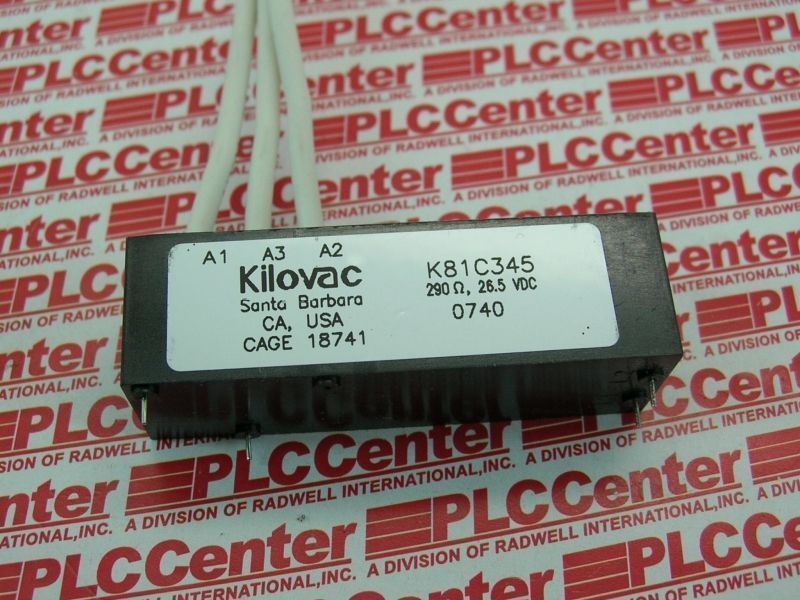 A1 A3 A2
Kilovac
Santa Barbara
CA, USA
CAGE 18741
K81C345
290 Ω, 26.5 VDC
0740
PLCCenter
A DIVISION OF RADWELL INTERNATIONAL, INC.